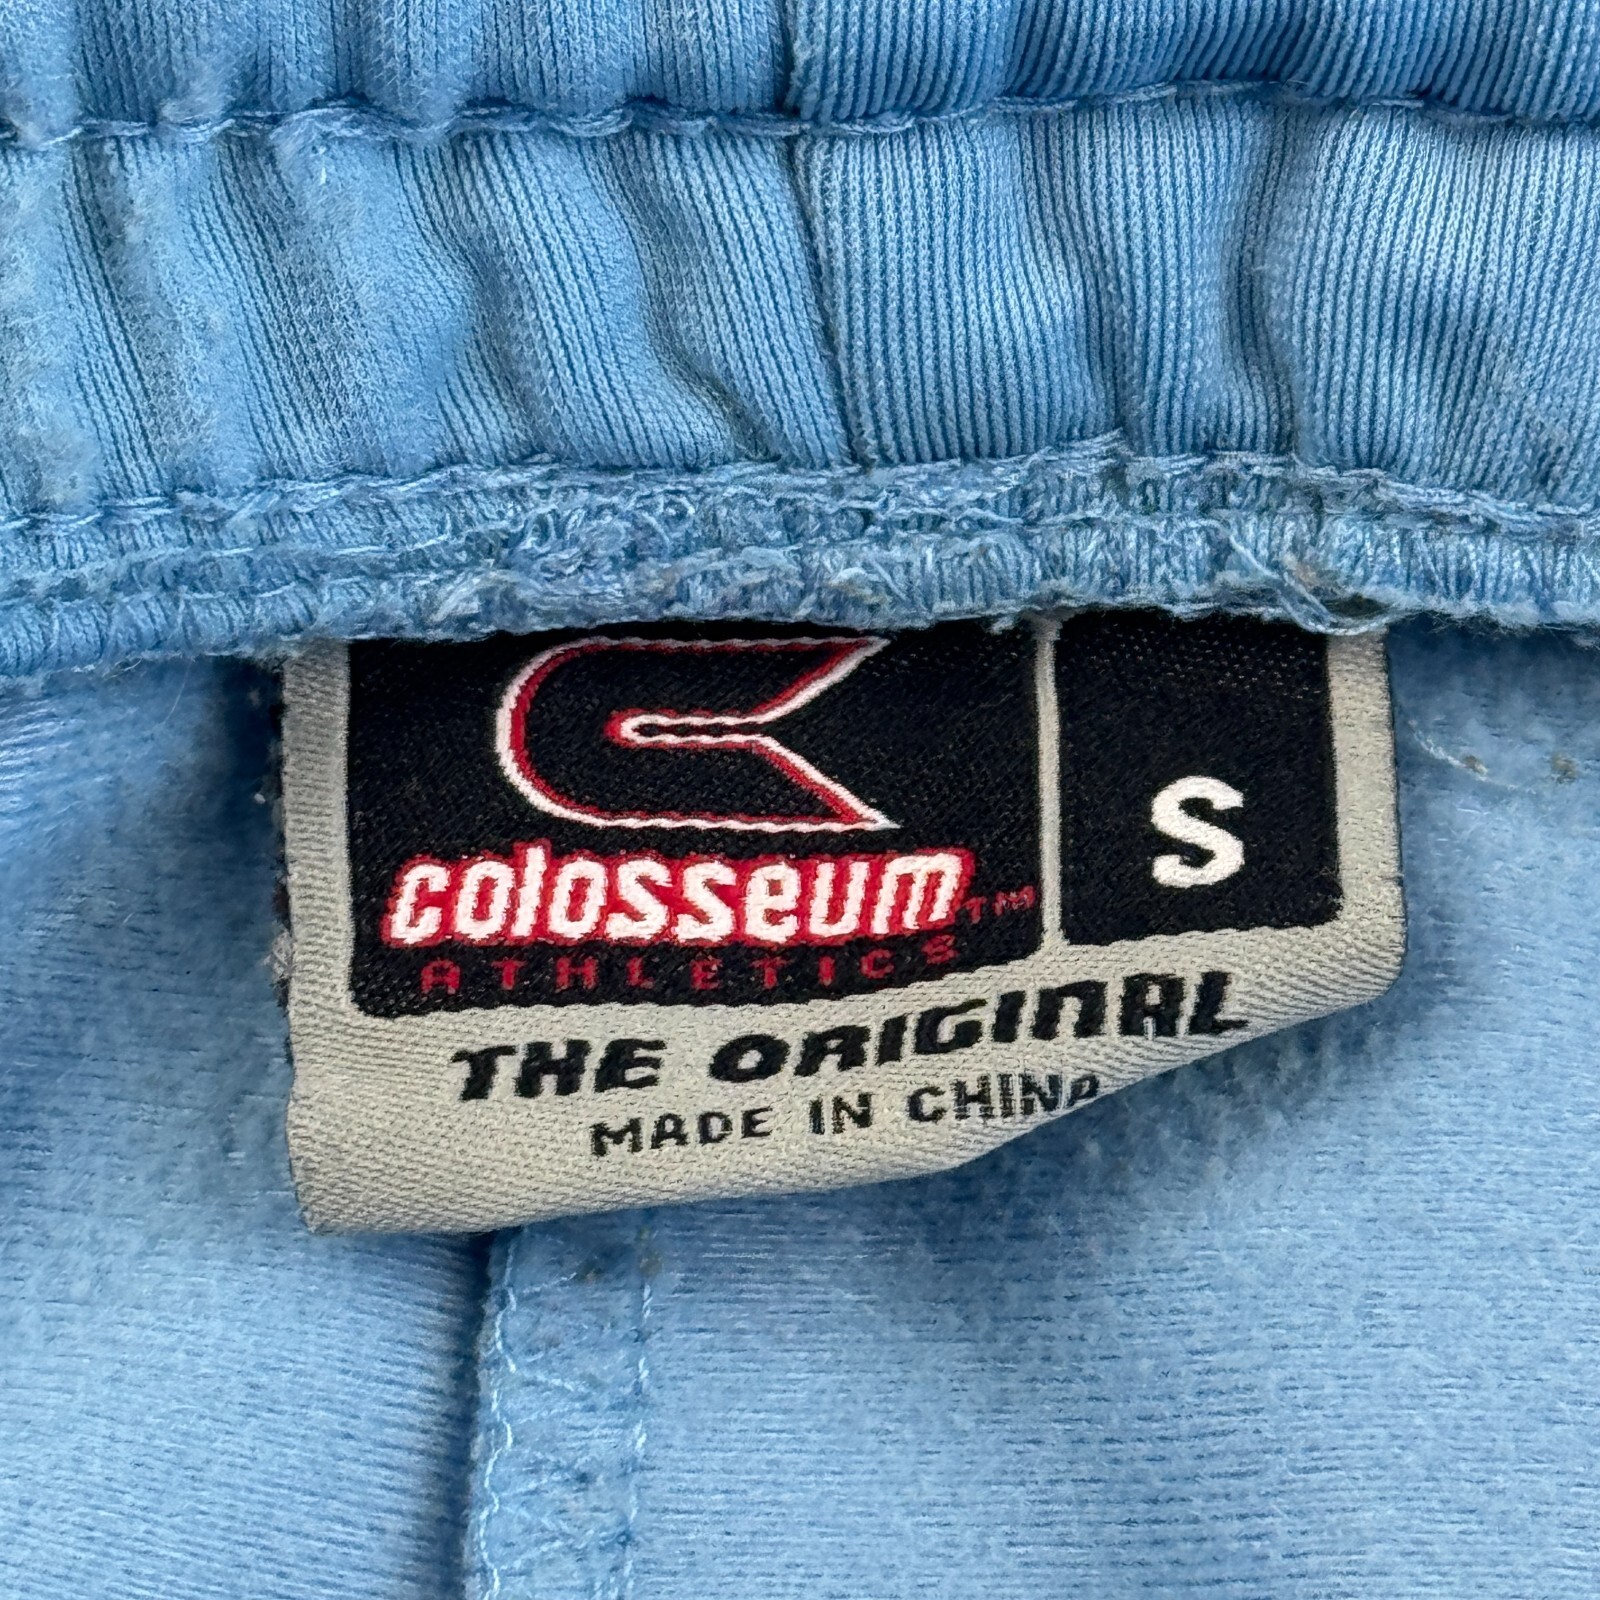 colosseum™
ATHLETICS
S
THE ORIGINAL
MADE IN CHINA